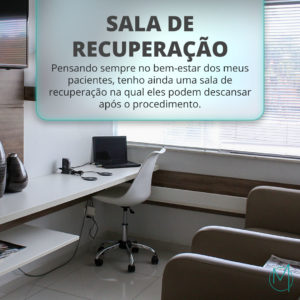 SALA DE
RECUPERAÇÃO
Pensando sempre no bem-estar dos meus
pacientes, tenho ainda uma sala de
recuperação na qual eles podem descansar
após o procedimento.